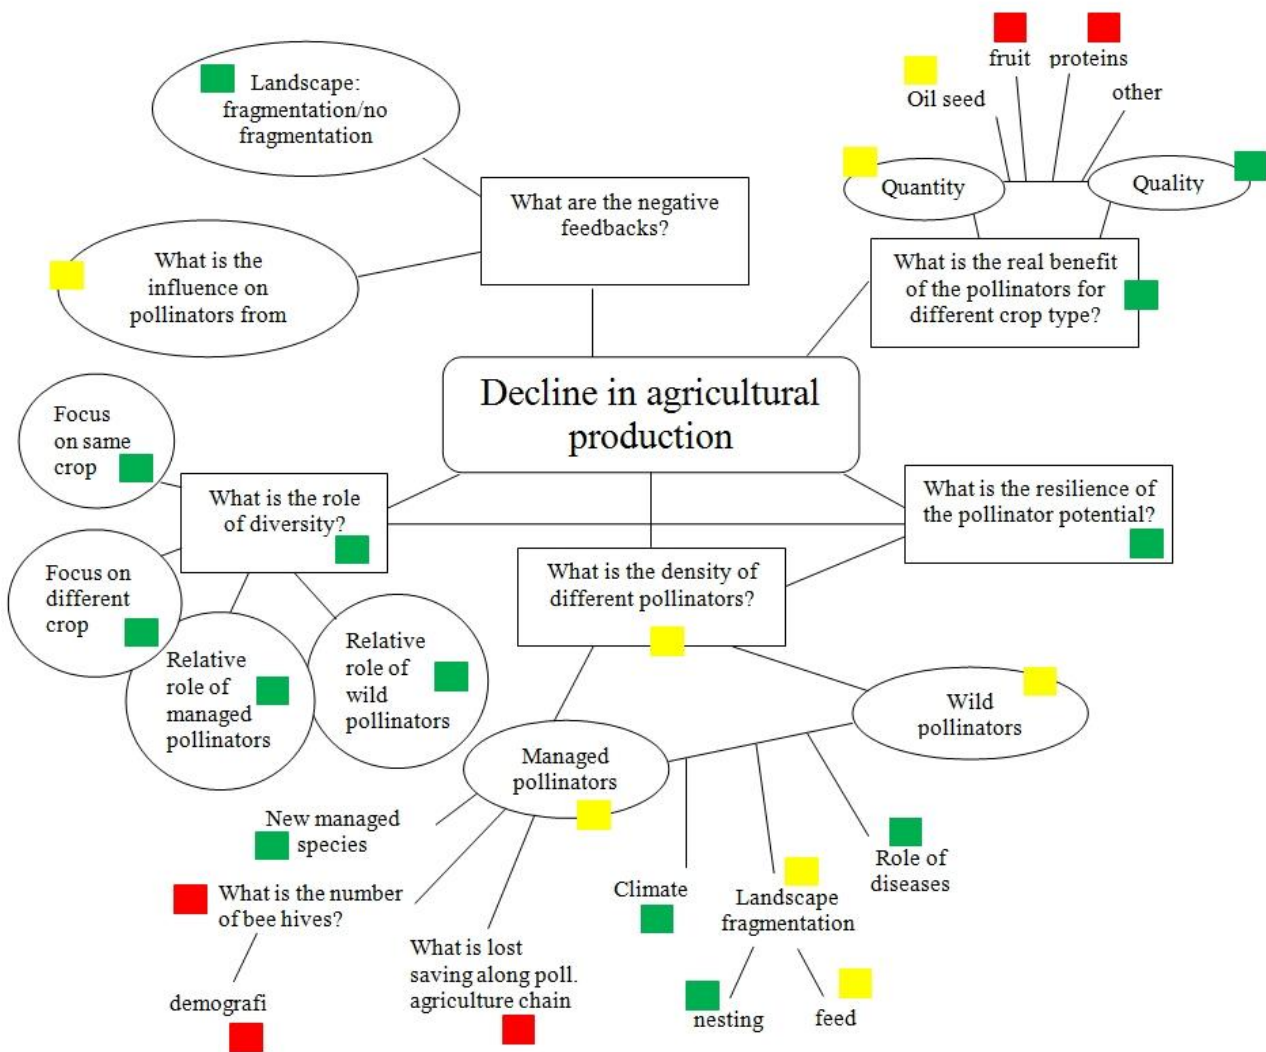 fruit
proteins
Oil seed
other
Landscape:
fragmentation/no
fragmentation
Quantity
Quality
What are the negative
feedbacks?
What is the
influence on
pollinators from
What is the real benefit
of the pollinators for
different crop type?
Decline in agricultural
production
Focus
on same
crop
What is the role
of diversity?
What is the resilience of
the pollinator potential?
Focus on
different
crop
What is the density of
different pollinators?
Relative
role of
managed
pollinators
Relative
role of
wild
pollinators
Wild
pollinators
Managed
pollinators
New managed
species
What is the number
of bee hives?
demografi
What is lost
saving along poll.
agriculture chain
Climate
Landscape
fragmentation
Role of
diseases
nesting
feed